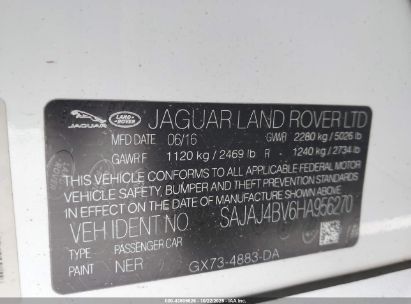 JAGUAR LAND ROVER JAGUAR LAND ROVER LTD
MFD DATE 06/16 GVWR 2280 kg / 5026 lb
GAWR F 1120 kg / 2469 lb R 1240 kg / 2734 lb
THIS VEHICLE CONFORMS TO ALL APPLICABLE FEDERAL MOTOR
VEHICLE SAFETY, BUMPER AND THEFT PREVENTION STANDARDS
IN EFFECT ON THE DATE OF MANUFACTURE SHOWN ABOVE.
VEH IDENT NO. SAJAJ4BV6HA956270
TYPE PASSENGER CAR
PAINT NER GX73-4883-DA